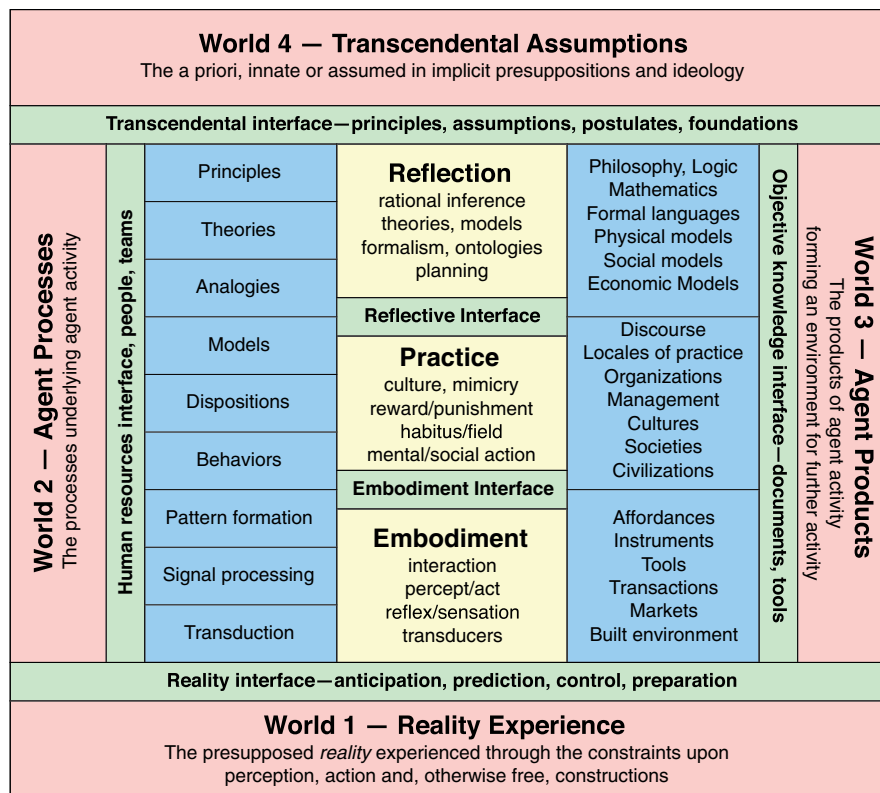 World 4 — Transcendental Assumptions
The a priori, innate or assumed in implicit presuppositions and ideology
Transcendental interface—principles, assumptions, postulates, foundations
World 2 — Agent Processes
The processes underlying agent activity
Human resources interface, people, teams
Principles
Theories
Analogies
Models
Dispositions
Behaviors
Pattern formation
Signal processing
Transduction
Reflection
rational inference
theories, models
formalism, ontologies
planning
Reflective Interface
Practice
culture, mimicry
reward/punishment
habitus/field
mental/social action
Embodiment Interface
Embodiment
interaction
percept/act
reflex/sensation
transducers
Philosophy, Logic
Mathematics
Formal languages
Physical models
Social models
Economic Models
Discourse
Locales of practice
Organizations
Management
Cultures
Societies
Civilizations
Affordances
Instruments
Tools
Transactions
Markets
Built environment
Objective knowledge interface—documents, tools
World 3 — Agent Products
The products of agent activity
forming an environment for further activity
Reality interface—anticipation, prediction, control, preparation
World 1 — Reality Experience
The presupposed reality experienced through the constraints upon
perception, action and, otherwise free, constructions